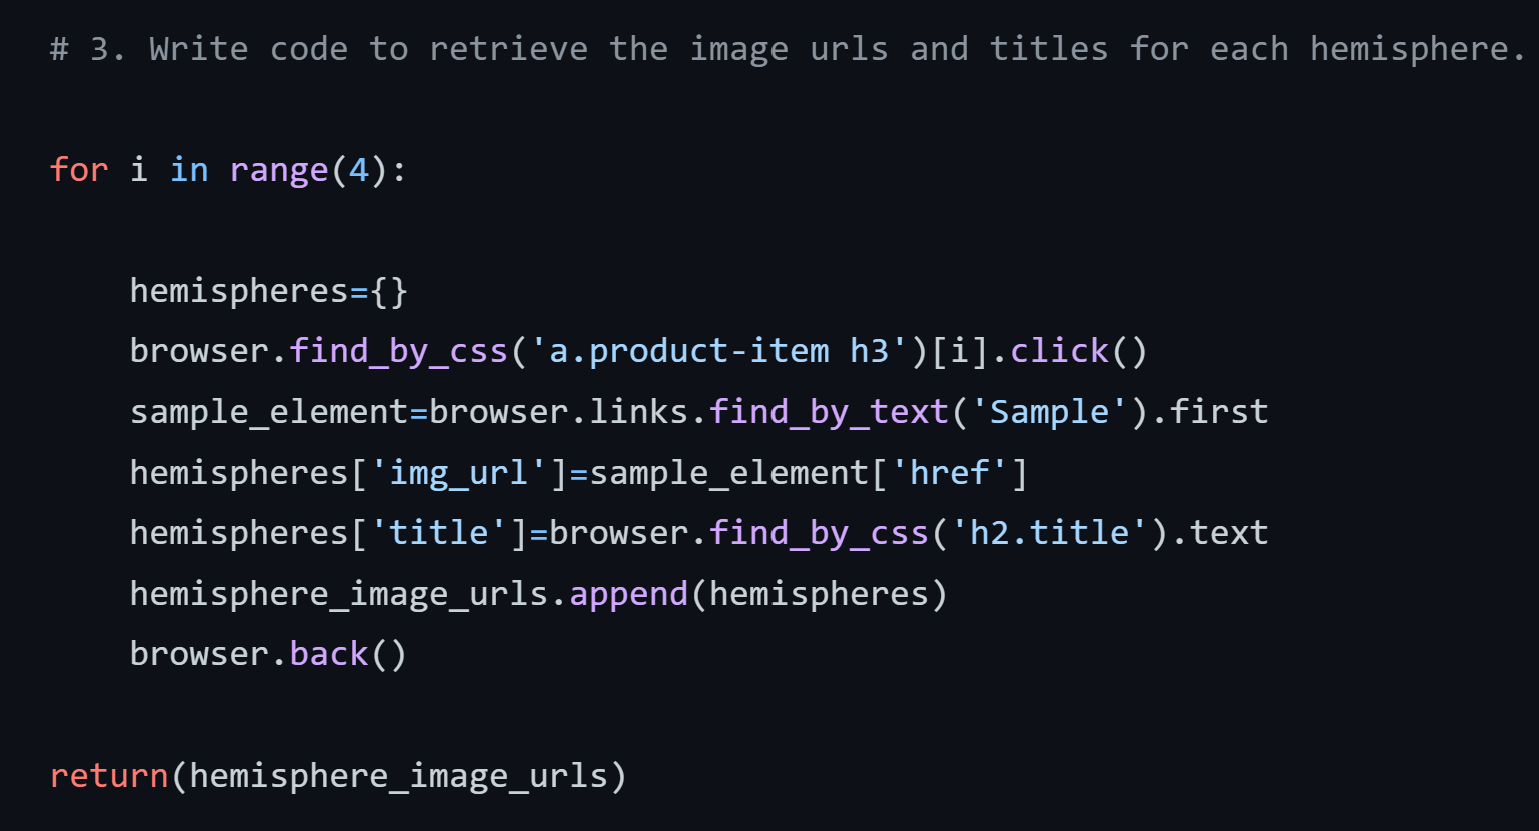 # 3. Write code to retrieve the image urls and titles for each hemisphere.
for i in range(4):
hemispheres={}
browser.find_by_css('a.product-item h3')[i].click()
sample_element=browser.links.find_by_text('Sample').first
hemispheres['img_url']=sample_element['href']
hemispheres['title']=browser.find_by_css('h2.title').text
hemisphere_image_urls.append(hemispheres)
browser.back()
return(hemisphere_image_urls)